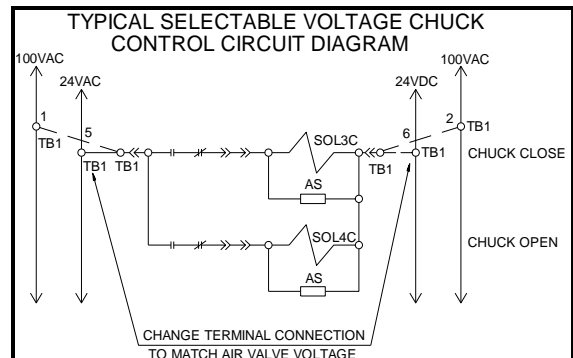 TYPICAL SELECTABLE VOLTAGE CHUCK
CONTROL CIRCUIT DIAGRAM
100VAC
24VAC
24VDC
100VAC
1
TB1
5
TB1
TB1
SOL3C
AS
TB1
6
TB1
2
TB1
CHUCK CLOSE
SOL4C
AS
CHUCK OPEN
CHANGE TERMINAL CONNECTION
TO MATCH AIR VALVE VOLTAGE